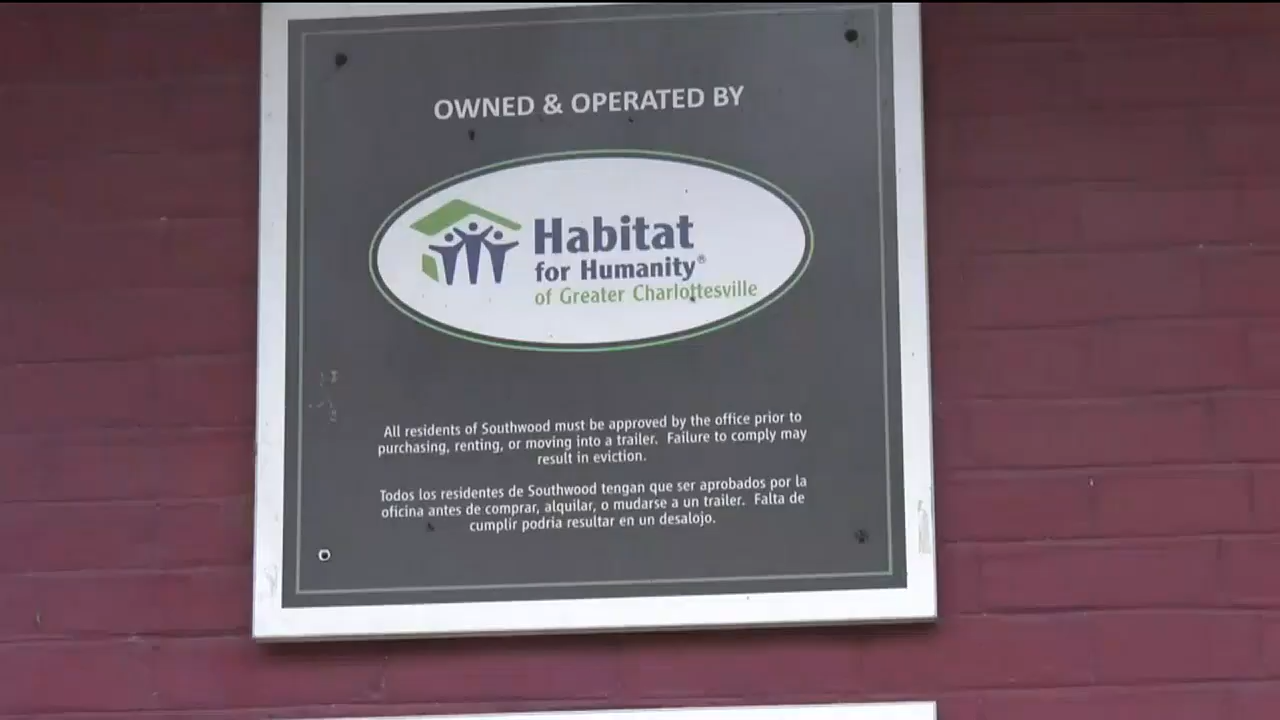 OWNED & OPERATED BY
Habitat
for Humanity®
of Greater Charlottesville
All residents of Southwood must be approved by the office prior to
purchasing, renting, or moving into a trailer. Failure to comply may
result in eviction.
Todos los residentes de Southwood tengan que ser aprobados por la
oficina antes de comprar, alquilar, o mudarse a un trailer. Falta de
cumplir podria resultar en un desalojo.